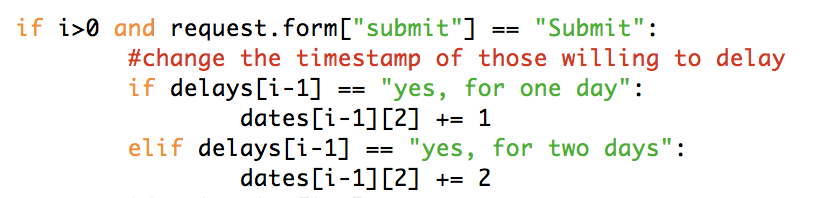 if i>0 and request.form["submit"] == "Submit":
#change the timestamp of those willing to delay
if delays[i-1] == "yes, for one day":
dates[i-1][2] += 1
elif delays[i-1] == "yes, for two days":
dates[i-1][2] += 2